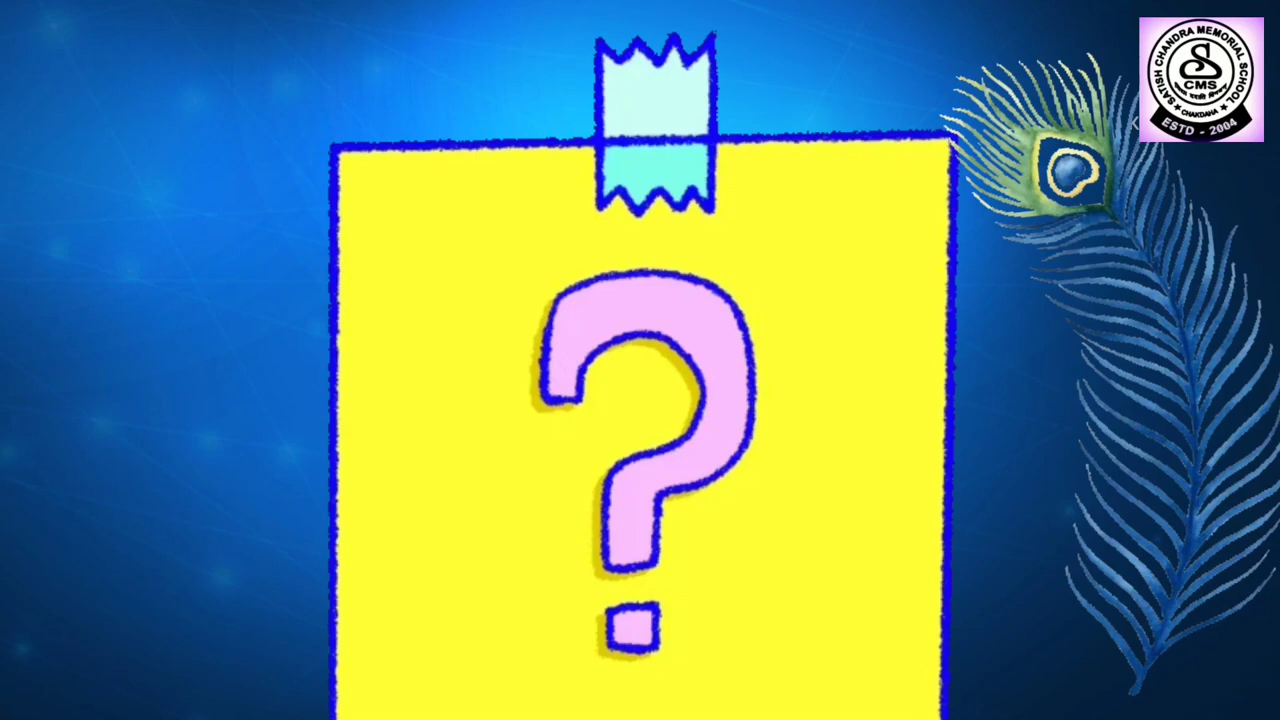 ?
SATISH CHANDRA MEMORIAL SCHOOL
S
CMS
★ CHAKDAHA ★
ESTD - 2004